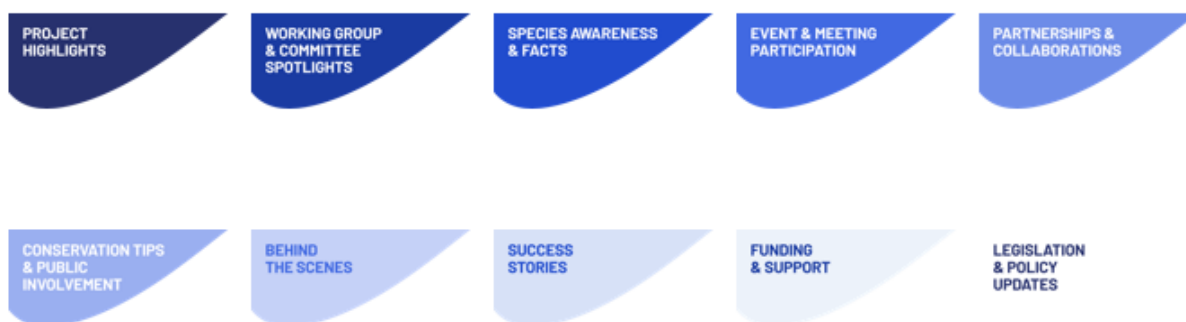 PROJECT
HIGHLIGHTS
WORKING GROUP
& COMMITTEE
SPOTLIGHTS
SPECIES AWARENESS
& FACTS
EVENT & MEETING
PARTICIPATION
PARTNERSHIPS &
COLLABORATIONS
CONSERVATION TIPS
& PUBLIC
INVOLVEMENT
BEHIND
THE SCENES
SUCCESS
STORIES
FUNDING
& SUPPORT
LEGISLATION
& POLICY
UPDATES